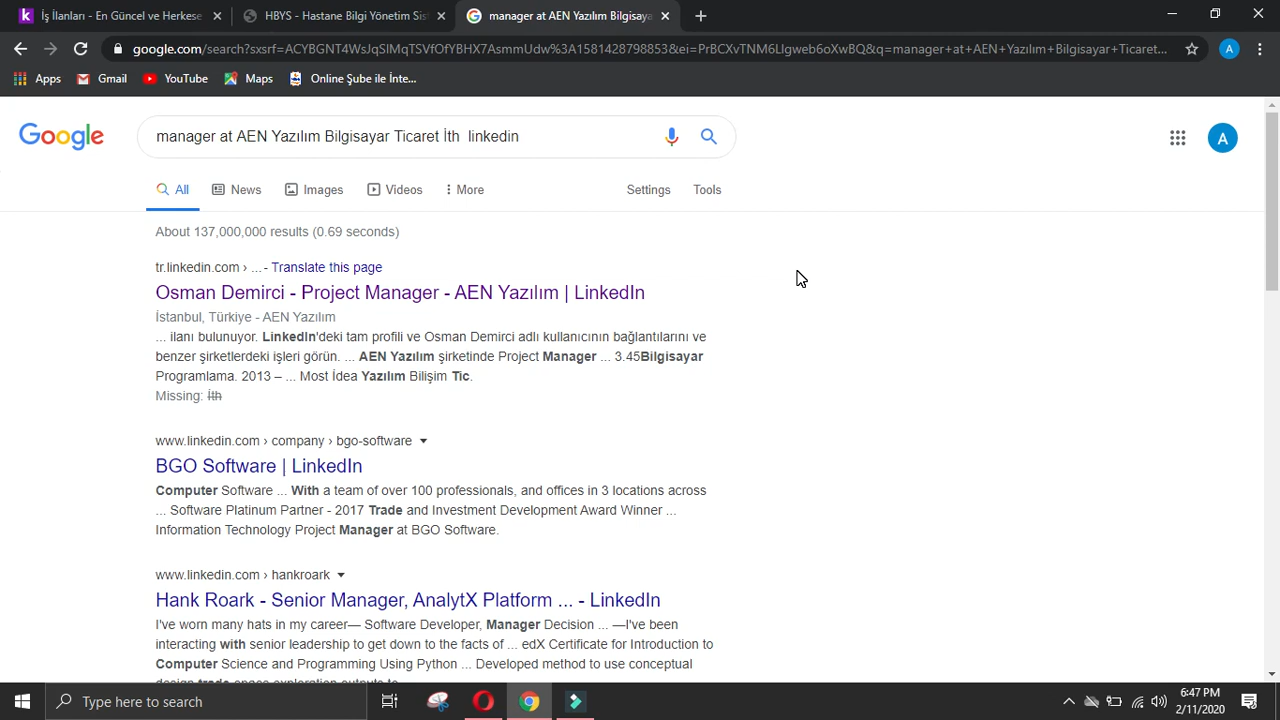 İş İlanları - En Güncel ve Herkese
HBYS - Hastane Bilgi Yönetim Sist
manager at AEN Yazılım Bilgisaya
google.com/search?sxsrf=ACYBGNT4WsJqSIMqTSVfOfYBHX7AsmmUdw%3A1581428798853&ei=PrBCXvTNM6LIgweb6oXwBQ&q=manager+at+AEN+Yazılım+Bilgisayar+Ticaret...
A
Apps
Gmail
YouTube
Maps
Online Şube ile İnte...
Google
manager at AEN Yazılım Bilgisayar Ticaret İth linkedin
A
All
News
Images
Videos
More
Settings
Tools
About 137,000,000 results (0.69 seconds)
tr.linkedin.com › ... - Translate this page
Osman Demirci - Project Manager - AEN Yazılım | LinkedIn
İstanbul, Türkiye - AEN Yazılım
... ilanı bulunuyor. LinkedIn'deki tam profili ve Osman Demirci adlı kullanıcının bağlantılarını ve
benzer şirketlerdeki işleri görün. ... AEN Yazılım şirketinde Project Manager ... 3.45Bilgisayar
Programlama. 2013 – ... Most İdea Yazılım Bilişim Tic.
Missing: İth
www.linkedin.com › company › bgo-software
BGO Software | LinkedIn
Computer Software ... With a team of over 100 professionals, and offices in 3 locations across
... Software Platinum Partner - 2017 Trade and Investment Development Award Winner ...
Information Technology Project Manager at BGO Software.
www.linkedin.com › hankroark
Hank Roark - Senior Manager, AnalytX Platform ... - LinkedIn
I've worn many hats in my career— Software Developer, Manager Decision ... —I've been
interacting with senior leadership to get down to the facts of ... edX Certificate for Introduction to
Computer Science and Programming Using Python ... Developed method to use conceptual
design trade space exploration outputs to
Type here to search
6:47 PM
2/11/2020